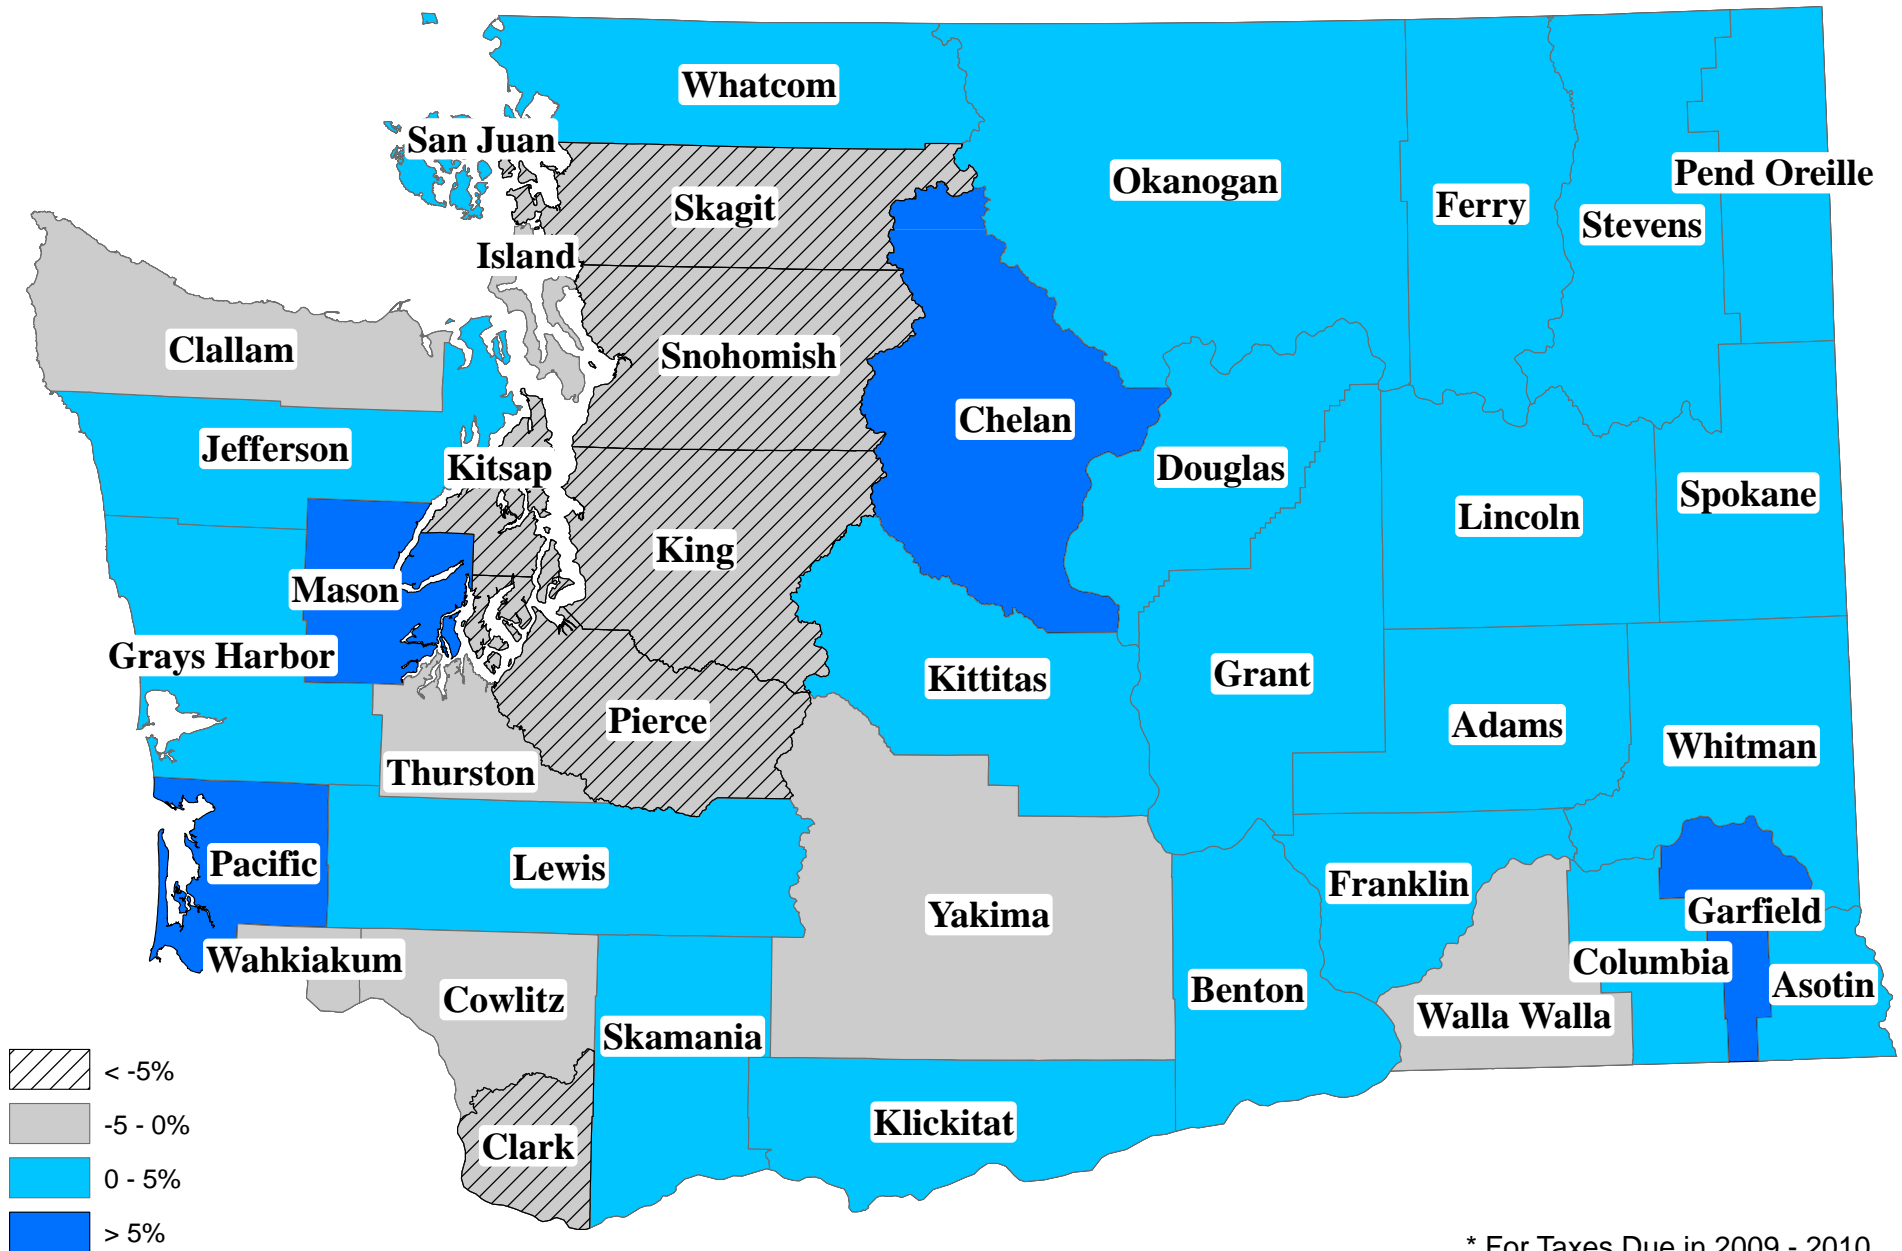 Whatcom
San Juan
Skagit
Okanogan
Ferry
Stevens
Pend Oreille
Island
Clallam
Snohomish
Chelan
Jefferson
Kitsap
Douglas
Lincoln
Spokane
King
Mason
Grays Harbor
Kittitas
Grant
Pierce
Adams
Whitman
Thurston
Pacific
Lewis
Yakima
Franklin
Garfield
Wahkiakum
Cowlitz
Skamania
Benton
Columbia
Asotin
Walla Walla
Klickitat
Clark
< -5%
-5 - 0%
0 - 5%
> 5%
* For Taxes Due in 2009 - 2010